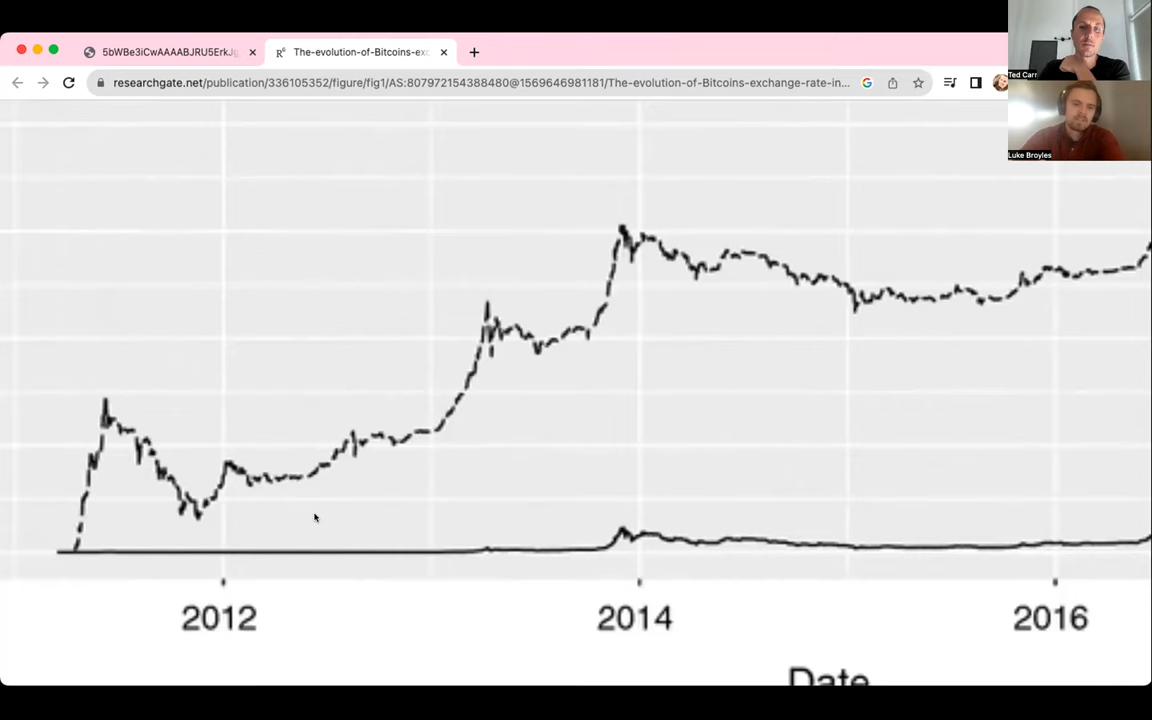 5bWBe3iCwAAAABJRU5ErkJg
The-evolution-of-Bitcoins-exc
researchgate.net/publication/336105352/figure/fig1/AS:807972154388480@1569646981181/The-evolution-of-Bitcoins-exchange-rate-in...
Ted Carr
Luke Broyles
2012
2014
2016
Date